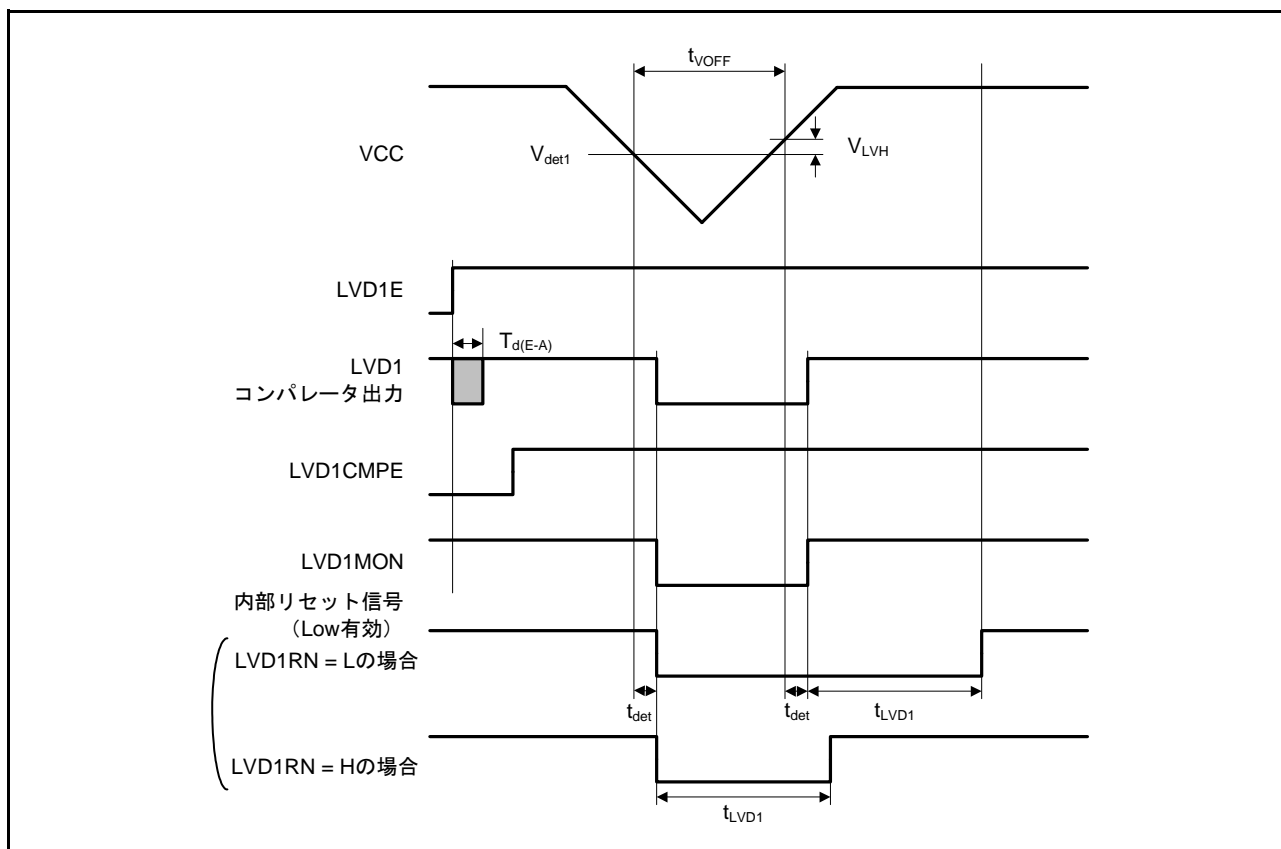 tVOFF
VCC
Vdet1
VLVH
LVD1E
Td(E-A)
LVD1
コンパレータ出力
LVD1CMPE
LVD1MON
内部リセット信号
（Low有効）
LVD1RN = Lの場合
tdet
tdet
tLVD1
LVD1RN = Hの場合
tLVD1